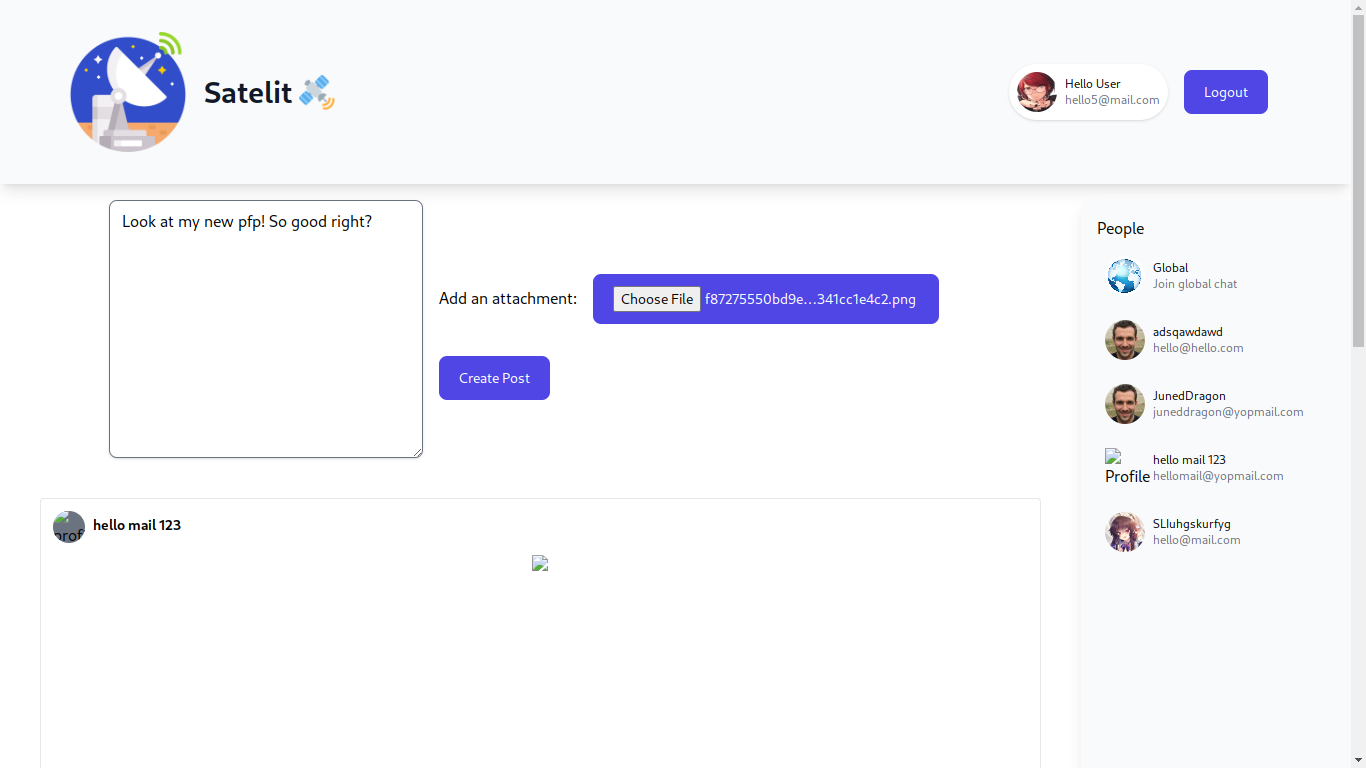 Satelit
Hello User
hello5@mail.com
Logout
Look at my new pfp! So good right?
Add an attachment:
Choose File f87275550bd9e...341cc1e4c2.png
Create Post
People
Global
Join global chat
adsqawdawd
hello@hello.com
JunedDragon
juneddragon@yopmail.com
Profile
hello mail 123
hellomail@yopmail.com
SLIuhgskurfyg
hello@mail.com
prof
hello mail 123